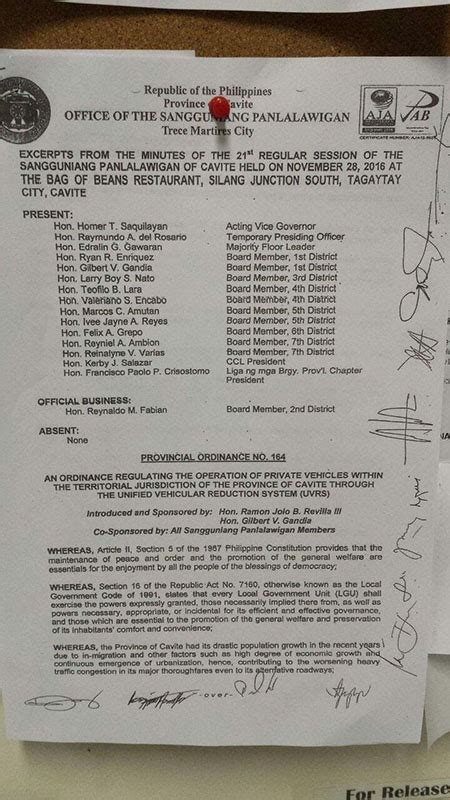 Republic of the Philippines
Province Cavite
OFFICE OF THE SANGGUNIANG PANLALAWIGAN
Trece Martires City
AJA
PAB
EXCERPTS FROM THE MINUTES OF THE 21st REGULAR SESSION OF THE
SANGGUNIANG PANLALAWIGAN OF CAVITE HELD ON NOVEMBER 28, 2016 AT
THE BAG OF BEANS RESTAURANT, SILANG JUNCTION SOUTH, TAGAYTAY
CITY, CAVITE
PRESENT:
Hon. Homer T. Saquilayan Acting Vice Governor
Hon. Raymundo A. del Rosario Temporary Presiding Officer
Hon. Edralin G. Gawaran Majority Floor Leader
Hon. Ryan R. Enriquez Board Member, 1st District
Hon. Gilbert V. Gandia Board Member, 1st District
Hon. Larry Boy S. Nato Board Member, 3rd District
Hon. Teofilo B. Lara Board Member, 4th District
Hon. Valeriano S. Encabo Board Member, 4th District
Hon. Marcos C. Amutan Board Member, 5th District
Hon. Ivee Jayne A. Reyes Board Member, 5th District
Hon. Felix A. Grepo Board Member, 6th District
Hon. Reyniel A. Ambion Board Member, 7th District
Hon. Reinalyne V. Varias Board Member, 7th District
Hon. Kerby J. Salazar CCL President
Hon. Francisco Paolo P. Crisostomo Liga ng mga Brgy. Prov'l. Chapter
President
OFFICIAL BUSINESS:
Hon. Reynaldo M. Fabian Board Member, 2nd District
ABSENT:
None
PROVINCIAL ORDINANCE NO. 164
AN ORDINANCE REGULATING THE OPERATION OF PRIVATE VEHICLES WITHIN
THE TERRITORIAL JURISDICTION OF THE PROVINCE OF CAVITE THROUGH
THE UNIFIED VEHICULAR REDUCTION SYSTEM (UVRS)
Introduced and Sponsored by: Hon. Ramon Jolo B. Revilla III
Hon. Gilbert V. Gandia
Co-Sponsored by: All Sangguniang Panlalawigan Members
WHEREAS, Article II, Section 5 of the 1987 Philippine Constitution provides that the
maintenance of peace and order and the promotion of the general welfare are
essentials for the enjoyment by all the people of the blessings of democracy;
WHEREAS, Section 16 of the Republic Act No. 7160, otherwise known as the Local
Government Code of 1991, states that every Local Government Unit (LGU) shall
exercise the powers expressly granted, those necessarily implied there from, as well as
powers necessary, appropriate, or incidental for its efficient and effective governance,
and those which are essential to the promotion of the general welfare and preservation
of its inhabitants' comfort and convenience;
WHEREAS, the Province of Cavite had its drastic population growth in the recent years
due to in-migration and other factors such as high degree of economic growth and
continuous emergence of urbanization, hence, contributing to the worsening heavy
traffic congestion in its major thoroughfares even to its alternative roadways;
-over-
For Release